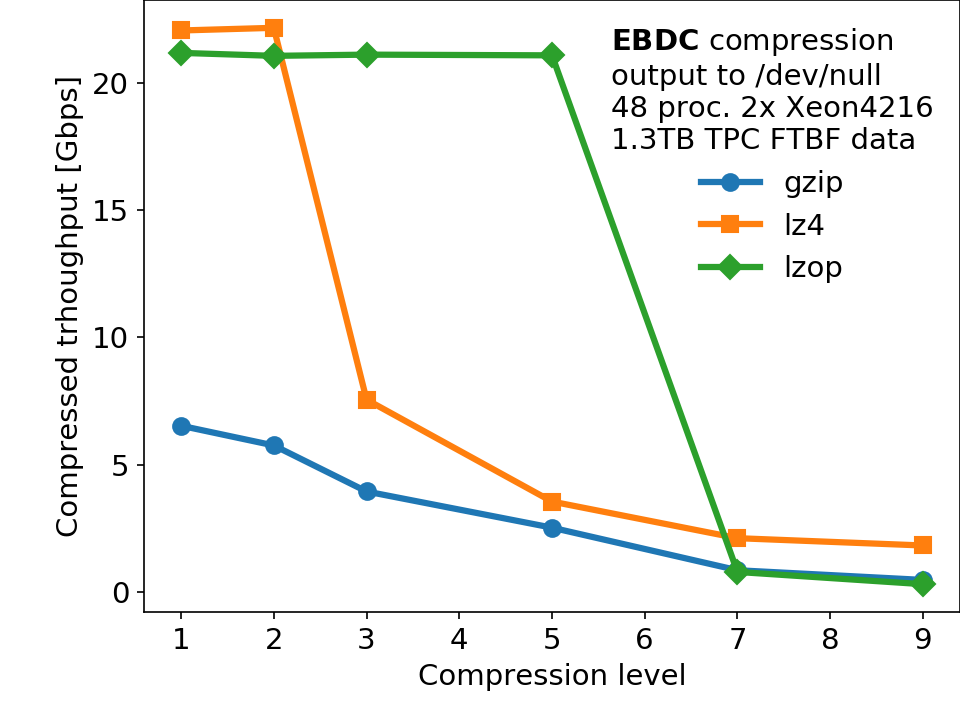 EBDC compression
output to /dev/null
48 proc. 2x Xeon4216
1.3TB TPC FTBF data
gzip
lz4
lzop
Compressed trhoughput [Gbps]
20
15
10
5
0
1 2 3 4 5 6 7 8 9
Compression level